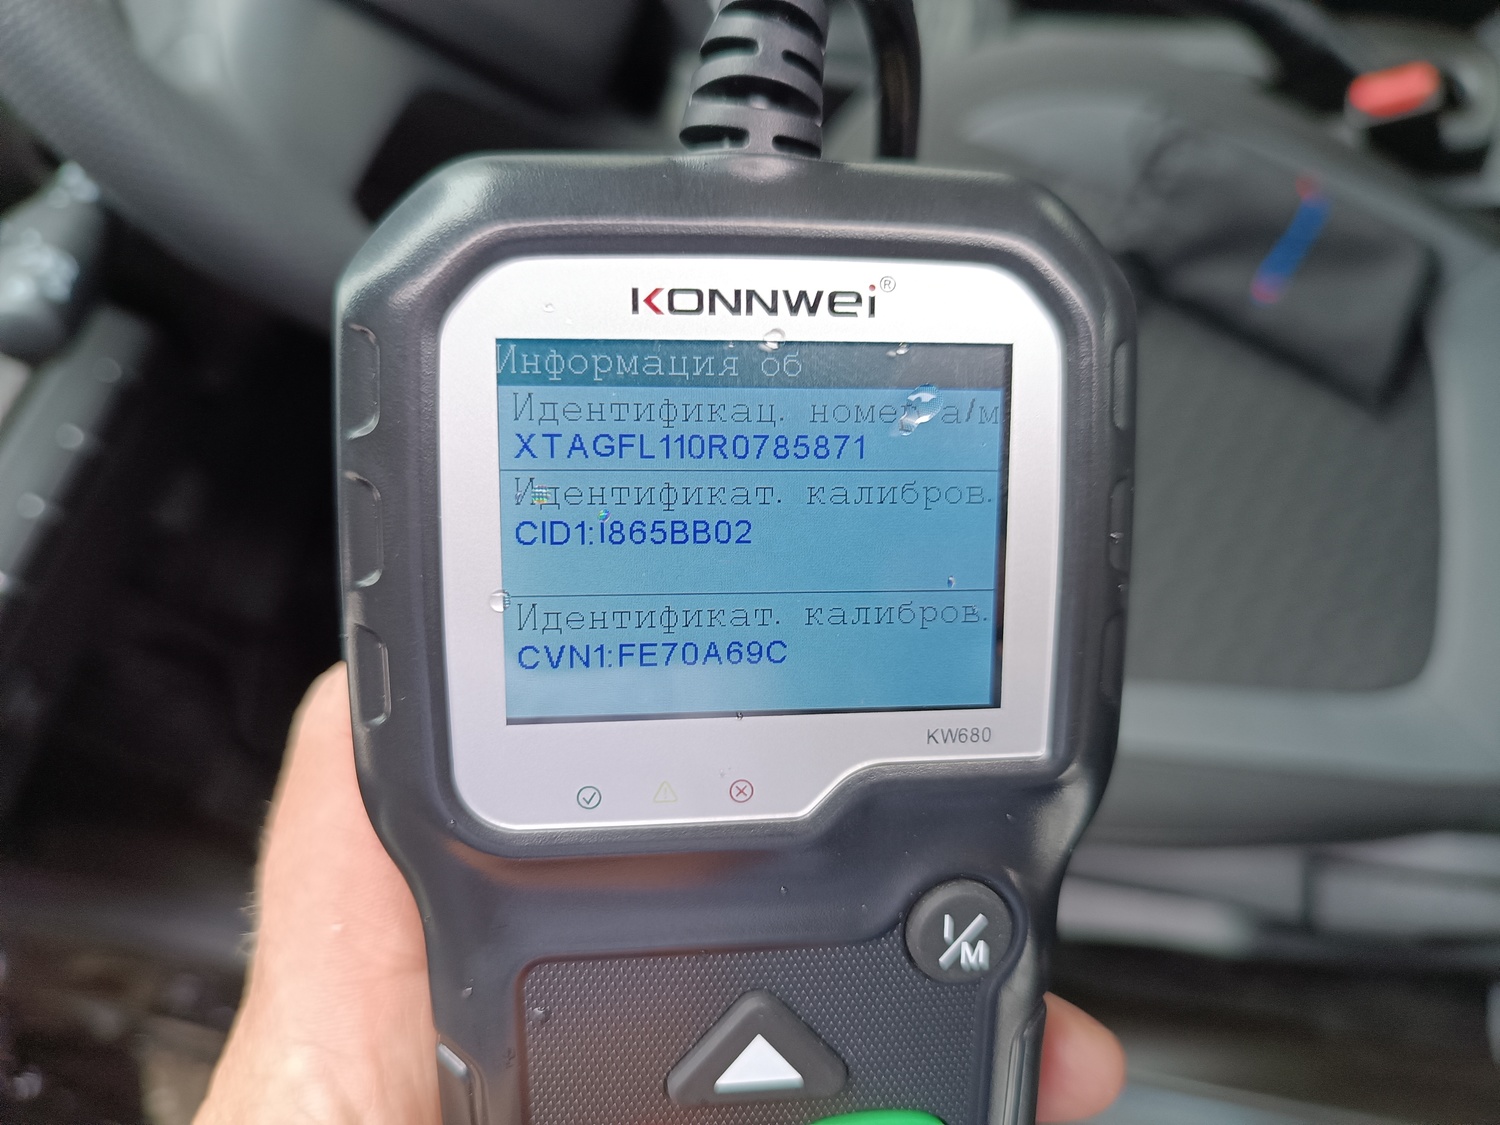 KONNWEI®
Информация об
Идентификац. номер а/м
XTAGFL110R0785871
Идентификат. калибров.
CID1:I865BB02
Идентификат. калибров.
CVN1:FE70A69C
KW680
I/M